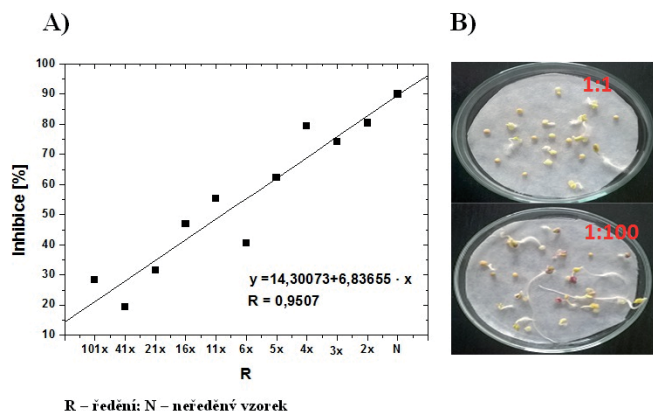 A)
B)
100
90
80
70
60
50
40
30
20
10
Inhibice [%]
y =14,30073+6,83655 · x
R = 0,9507
101x 41x 21x 16x 11x 6x 5x 4x 3x 2x N
R
1:1
1:100
R – ředění; N – neředěný vzorek